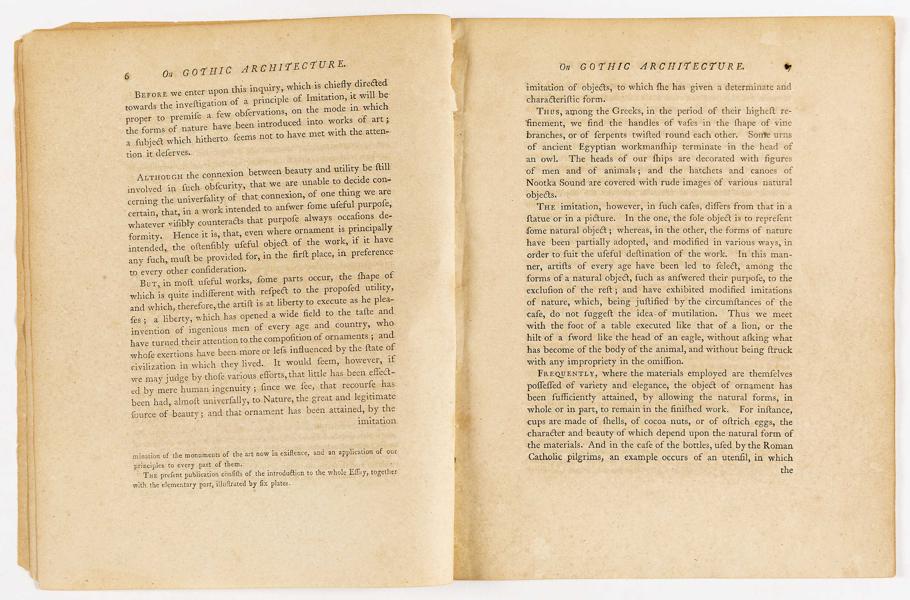 6 On GOTHIC ARCHITECTURE.
BEFORE we enter upon this inquiry, which is chiefly directed
towards the inveſtigation of a principle of Imitation, it will be
proper to premiſe a few obſervations, on the mode in which
the forms of nature have been introduced into works of art;
a ſubject which hitherto ſeems not to have met with the atten-
tion it deſerves.
ALTHOUGH the connexion between beauty and utility be ſtill
involved in ſuch obſcurity, that we are unable to decide con-
cerning the univerſality of that connexion, of one thing we are
certain, that, in a work intended to anſwer ſome uſeful purpoſe,
whatever viſibly counteracts that purpoſe always occaſions de-
formity. Hence it is, that, even where ornament is principally
intended, the oſtenſibly uſeful object of the work, if it have
any ſuch, muſt be provided for, in the firſt place, in preference
to every other conſideration.
BUT, in moſt uſeful works, ſome parts occur, the ſhape of
which is quite indifferent with reſpect to the propoſed utility,
and which, therefore, the artiſt is at liberty to execute as he plea-
ſes; a liberty, which has opened a wide field to the taſte and
invention of ingenious men of every age and country, who
have turned their attention to the compoſition of ornaments; and
whoſe exertions have been more or leſs influenced by the ſtate of
civilization in which they lived. It would ſeem, however, if
we may judge by thoſe various efforts, that little has been effect-
ed by mere human ingenuity; ſince we ſee, that recourſe has
been had, almoſt univerſally, to Nature, the great and legitimate
ſource of beauty; and that ornament has been attained, by the
imitation
mination of the monuments of the art now in exiſtence, and an application of our
principles to every part of them.
THE preſent publication conſiſts of the introduction to the whole Eſſay, together
with the elementary part, illuſtrated by ſix plates.
On GOTHIC ARCHITECTURE. 7
imitation of objects, to which ſhe has given a determinate and
characteriſtic form.
THUS, among the Greeks, in the period of their higheſt re-
finement, we find the handles of vaſes in the ſhape of vine
branches, or of ſerpents twiſted round each other. Some urns
of ancient Egyptian workmanſhip terminate in the head of
an owl. The heads of our ſhips are decorated with figures
of men and of animals; and the hatchets and canoes of
Nootka Sound are covered with rude images of various natural
objects.
THE imitation, however, in ſuch caſes, differs from that in a
ſtatue or in a picture. In the one, the ſole object is to repreſent
ſome natural object; whereas, in the other, the forms of nature
have been partially adopted, and modified in various ways, in
order to ſuit the uſeful deſtination of the work. In this man-
ner, artiſts of every age have been led to ſelect, among the
forms of a natural object, ſuch as anſwered their purpoſe, to the
excluſion of the reſt; and have exhibited modified imitations
of nature, which, being juſtified by the circumſtances of the
caſe, do not ſuggeſt the idea of mutilation. Thus we meet
with the foot of a table executed like that of a lion, or the
hilt of a ſword like the head of an eagle, without aſking what
has become of the body of the animal, and without being ſtruck
with any impropriety in the omiſſion.
FREQUENTLY, where the materials employed are themſelves
poſſeſſed of variety and elegance, the object of ornament has
been ſufficiently attained, by allowing the natural forms, in
whole or in part, to remain in the finiſhed work. For inſtance,
cups are made of ſhells, of cocoa nuts, or of oſtrich eggs, the
character and beauty of which depend upon the natural form of
the materials. And in the caſe of the bottles, uſed by the Roman
Catholic pilgrims, an example occurs of an utenſil, in which
the